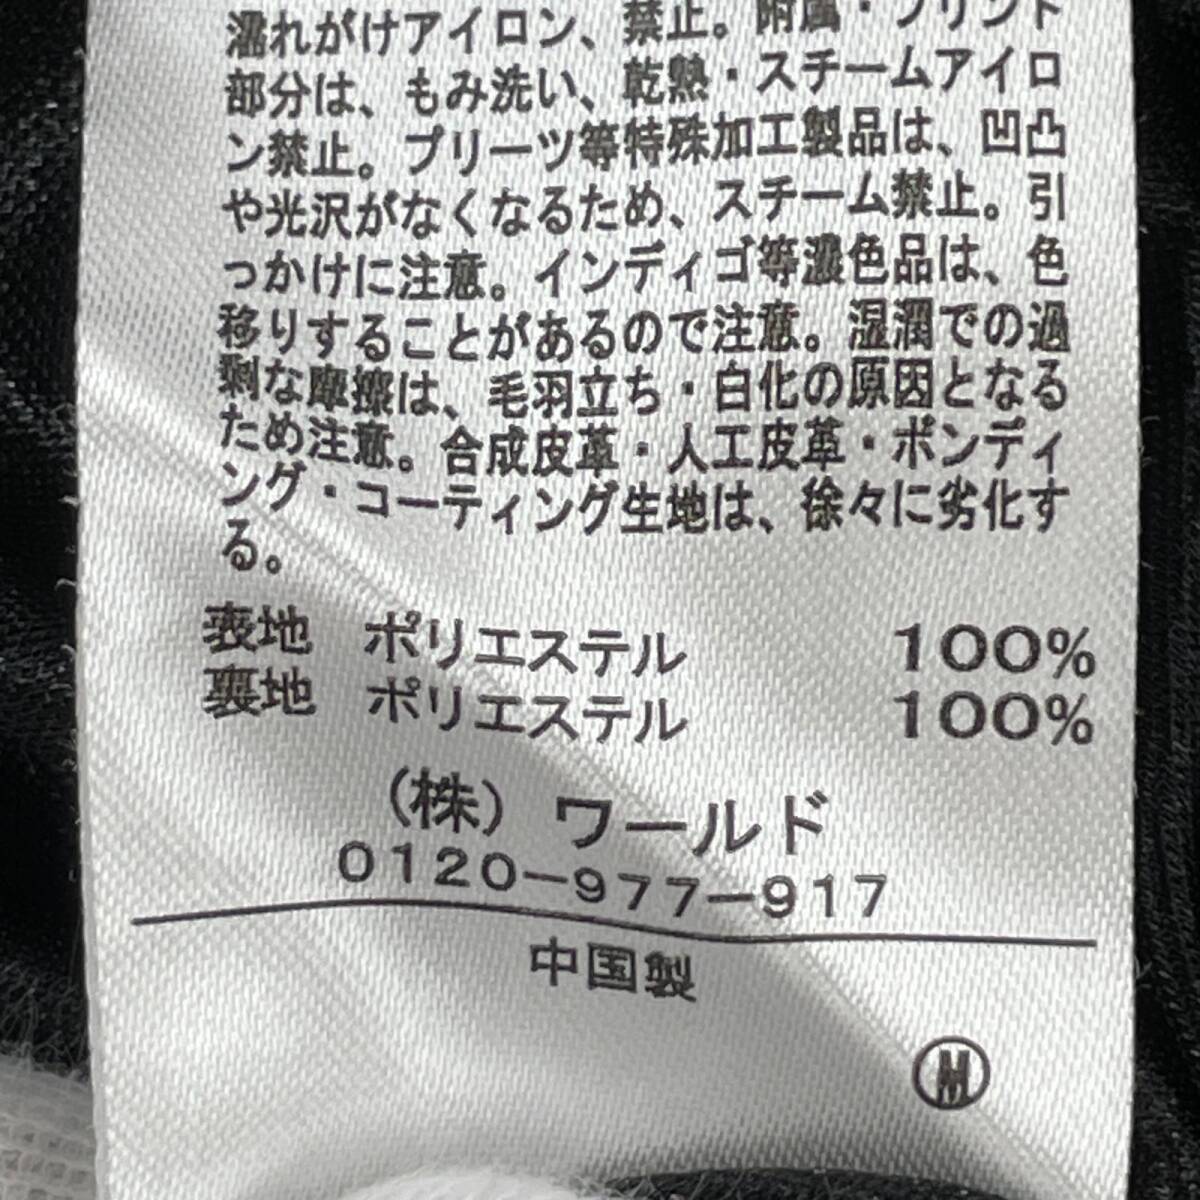 濡れがけアイロン、禁止。附属・プリント
部分は、もみ洗い、乾熱・スチームアイロ
ン禁止。プリーツ等特殊加工製品は、凹凸
や光沢がなくなるため、スチーム禁止。引
っかけに注意。インディゴ等濃色品は、色
移りすることがあるので注意。湿潤での過
剰な摩擦は、毛羽立ち・白化の原因となる
ため注意。合成皮革・人工皮革・ボンディ
ング・コーティング生地は、徐々に劣化す
る。
表地 ポリエステル 100%
裏地 ポリエステル 100%
(株) ワールド
0120-977-917
中国製
Ⓜ